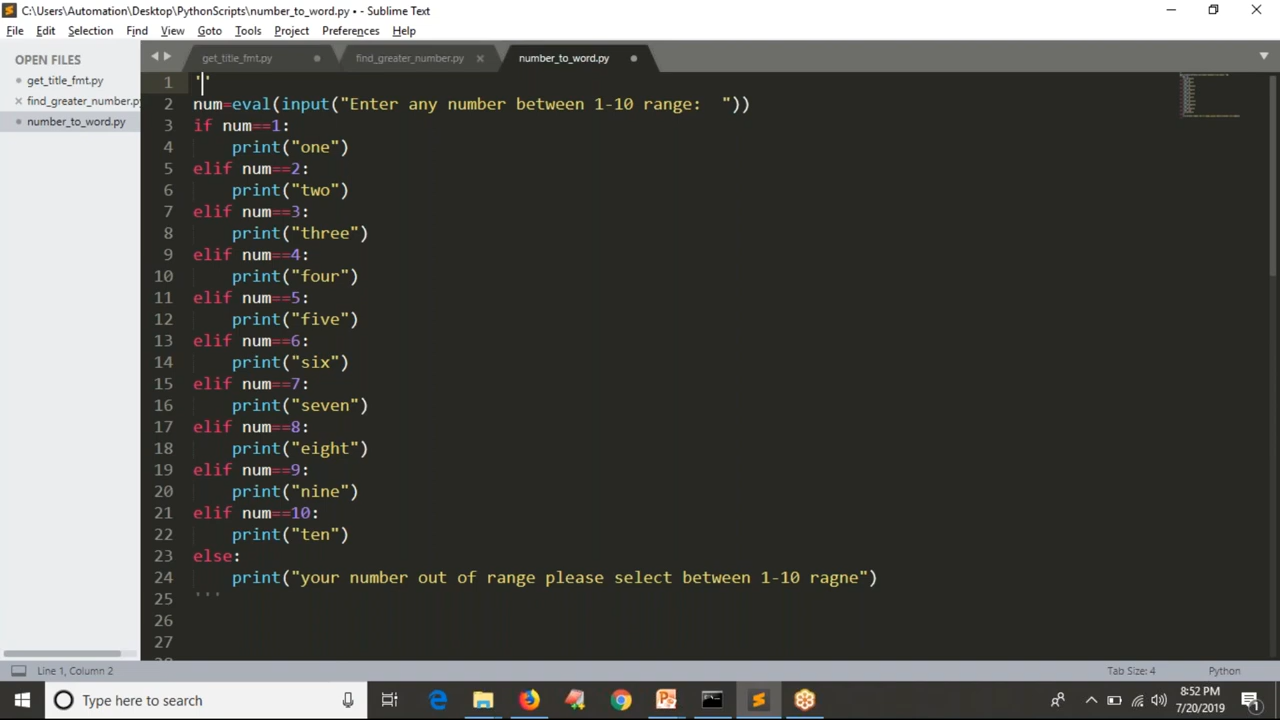 C:\Users\Automation\Desktop\PythonScripts\number_to_word.py • - Sublime Text
File Edit Selection Find View Goto Tools Project Preferences Help
OPEN FILES
get_title_fmt.py
find_greater_number.py
number_to_word.py
get_title_fmt.py
find_greater_number.py
number_to_word.py
1 ''
2 num=eval(input("Enter any number between 1-10 range:  "))
3 if num==1:
4     print("one")
5 elif num==2:
6     print("two")
7 elif num==3:
8     print("three")
9 elif num==4:
10     print("four")
11 elif num==5:
12     print("five")
13 elif num==6:
14     print("six")
15 elif num==7:
16     print("seven")
17 elif num==8:
18     print("eight")
19 elif num==9:
20     print("nine")
21 elif num==10:
22     print("ten")
23 else:
24     print("your number out of range please select between 1-10 ragne")
25 '''
26
27
Line 1, Column 2
Tab Size: 4
Python
Type here to search
8:52 PM
7/20/2019